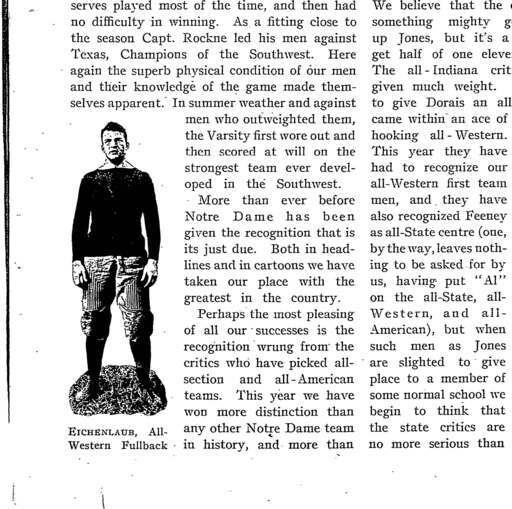 serves played most of the time, and then had
no difficulty in winning. As a fitting close to
the season Capt. Rockne led his men against
Texas, Champions of the Southwest. Here
again the superb physical condition of our men
and their knowledge of the game made them-
selves apparent. In summer weather and against
men who outweighted them,
the Varsity first wore out and
then scored at will on the
strongest team ever devel-
oped in the Southwest.
More than ever before
Notre Dame has been
given the recognition that is
its just due. Both in head-
lines and in cartoons we have
taken our place with the
greatest in the country.
Perhaps the most pleasing
of all our successes is the
recognition wrung from the
critics who have picked all-
section and all-American
teams. This year we have
won more distinction than
any other Notre Dame team
in history, and more than
EICHENLAUB, All-
Western Fullback
We believe that the
something mighty g
up Jones, but it's a
get half of one eleve
The all-Indiana crit
given much weight.
to give Dorais an all
came within an ace of
hooking all-Western.
This year they have
had to recognize our
all-Western first team
men, and they have
also recognized Feeney
as all-State centre (one,
by the way, leaves noth-
ing to be asked for by
us, having put "Al"
on the all-State, all-
Western, and all-
American), but when
such men as Jones
are slighted to give
place to a member of
some normal school we
begin to think that
the state critics are
no more serious than